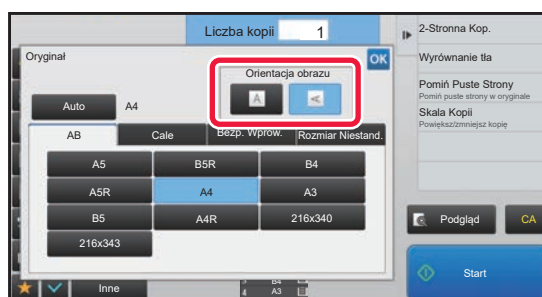 Liczba kopii 1
2-Stronna Kop.
Oryginał
OK
Wyrównanie tła
Orientacja obrazu
A A
Pomiń Puste Strony
Pomiń puste strony w oryginale
Auto A4
Skala Kopii
Powiększ/zmniejsz kopię
AB Cale Bezp. Wprow. Rozmiar Niestand.
A5 B5R B4
A5R A4 A3
B5 A4R 216x340
216x343
Podgląd CA
Inne
B4
4 A3
Start